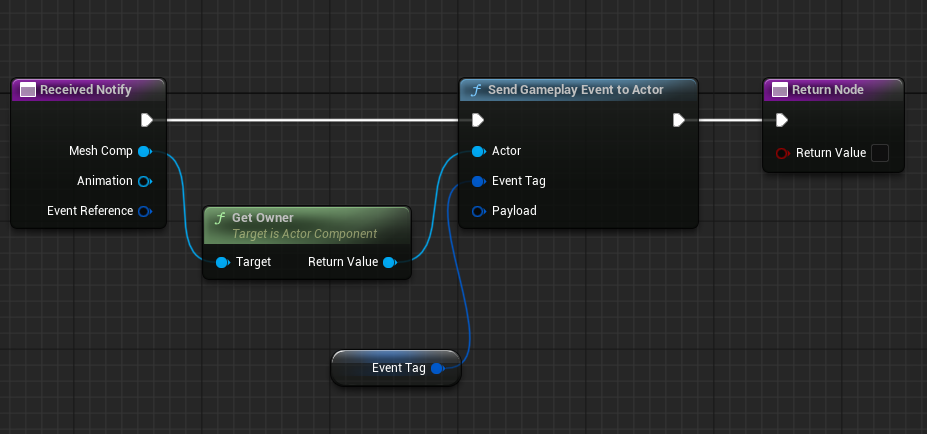 Received Notify
Mesh Comp
Animation
Event Reference
Get Owner
Target is Actor Component
Target
Return Value
Event Tag
Send Gameplay Event to Actor
Actor
Event Tag
Payload
Return Node
Return Value